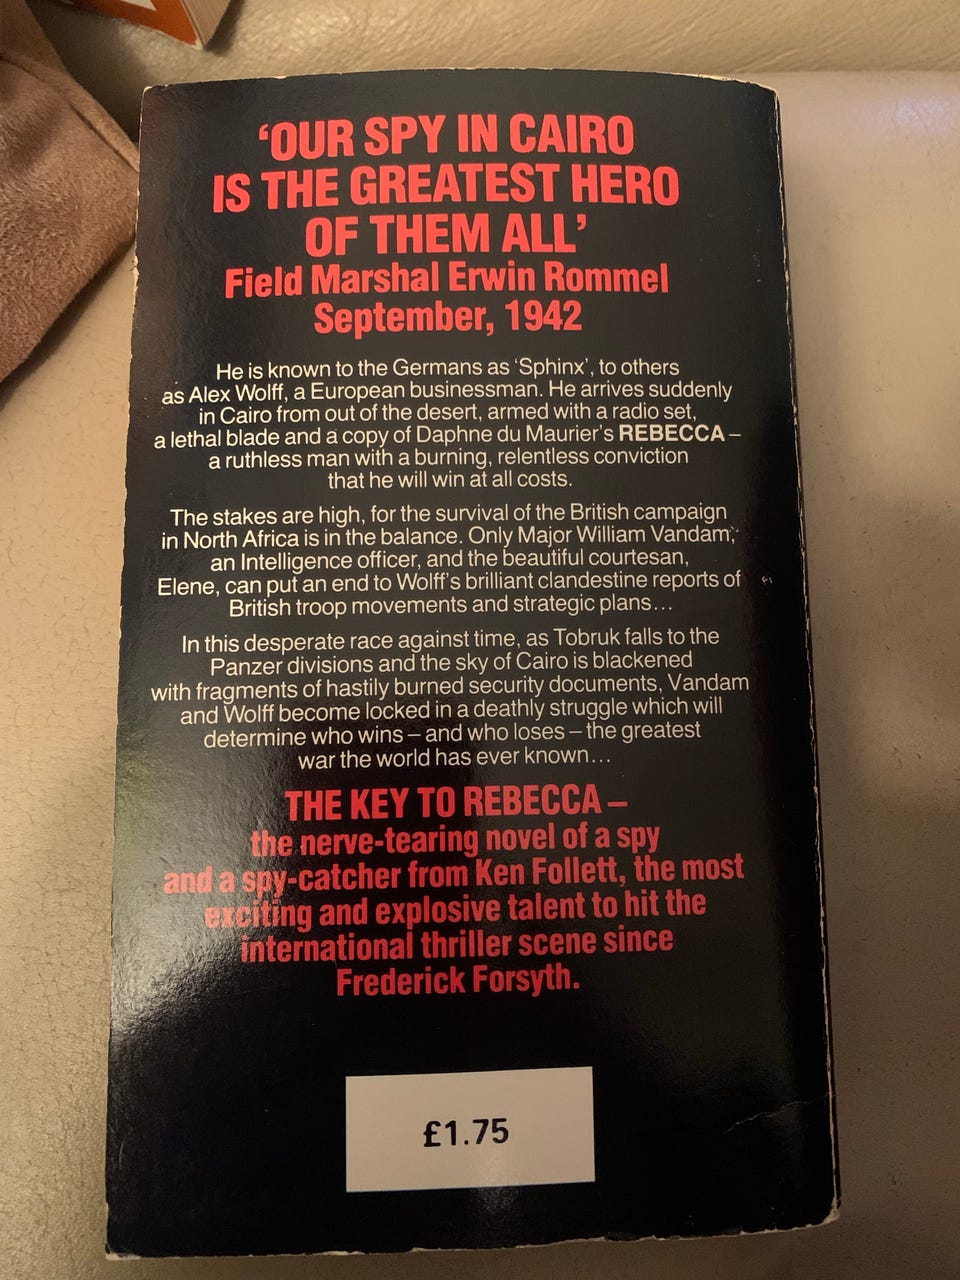 ‘OUR SPY IN CAIRO
IS THE GREATEST HERO
OF THEM ALL’
Field Marshal Erwin Rommel
September, 1942
He is known to the Germans as ‘Sphinx’, to others
as Alex Wolff, a European businessman. He arrives suddenly
in Cairo from out of the desert, armed with a radio set,
a lethal blade and a copy of Daphne du Maurier’s REBECCA –
a ruthless man with a burning, relentless conviction
that he will win at all costs.
The stakes are high, for the survival of the British campaign
in North Africa is in the balance. Only Major William Vandam,
an Intelligence officer, and the beautiful courtesan,
Elene, can put an end to Wolff’s brilliant clandestine reports of
British troop movements and strategic plans...
In this desperate race against time, as Tobruk falls to the
Panzer divisions and the sky of Cairo is blackened
with fragments of hastily burned security documents, Vandam
and Wolff become locked in a deathly struggle which will
determine who wins – and who loses – the greatest
war the world has ever known...
THE KEY TO REBECCA –
the nerve-tearing novel of a spy
and a spy-catcher from Ken Follett, the most
exciting and explosive talent to hit the
international thriller scene since
Frederick Forsyth.
£1.75